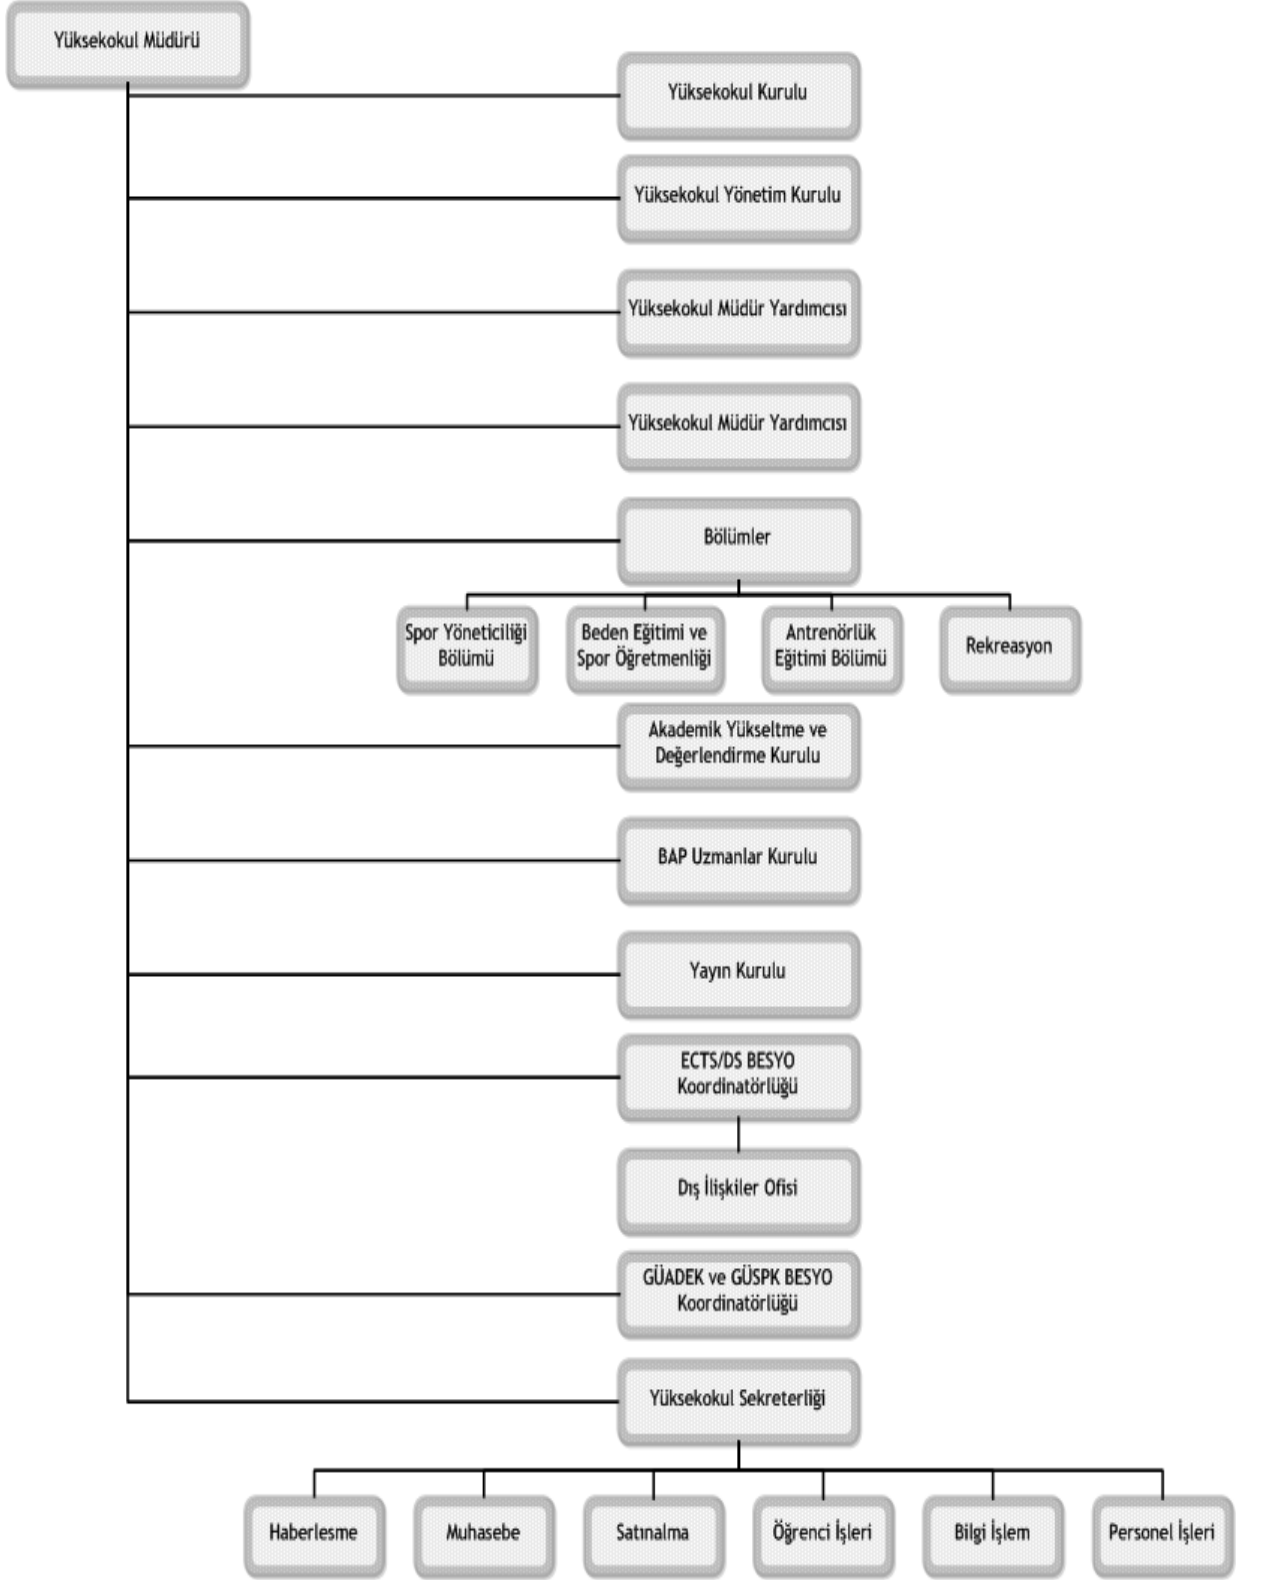 Yüksekokul Müdürü
Yüksekokul Kurulu
Yüksekokul Yönetim Kurulu
Yüksekokul Müdür Yardımcısı
Yüksekokul Müdür Yardımcısı
Bölümler
Spor Yöneticiliği
Bölümü
Beden Eğitimi ve
Spor Öğretmenliği
Antrenörlük
Eğitimi Bölümü
Rekreasyon
Akademik Yükseltme ve
Değerlendirme Kurulu
BAP Uzmanlar Kurulu
Yayın Kurulu
ECTS/DS BESYO
Koordinatörlüğü
Dış İlişkiler Ofisi
GÜADEK ve GÜSPK BESYO
Koordinatörlüğü
Yüksekokul Sekreterliği
Haberlesme
Muhasebe
Satınalma
Öğrenci İşleri
Bilgi İşlem
Personel İşleri